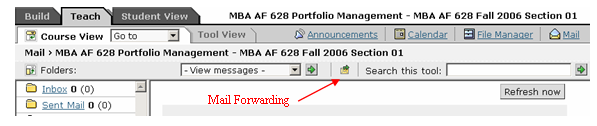 Build Teach Student View MBA AF 628 Portfolio Management - MBA AF 628 Fall 2006 Section 01
Course View Go to Tool View Announcements Calendar File Manager Mail
Mail › MBA AF 628 Portfolio Management - MBA AF 628 Fall 2006 Section 01
Folders: - View messages - Search this tool:
Inbox 0 (0) Refresh now
Mail Forwarding
Sent Mail 0 (0)